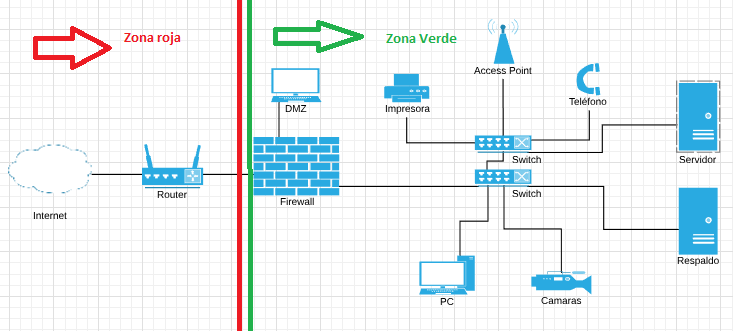 Zona roja
Zona Verde
Access Point
DMZ
Impresora
Teléfono
Switch
Servidor
Internet
Router
Firewall
Switch
Respaldo
PC
Camaras